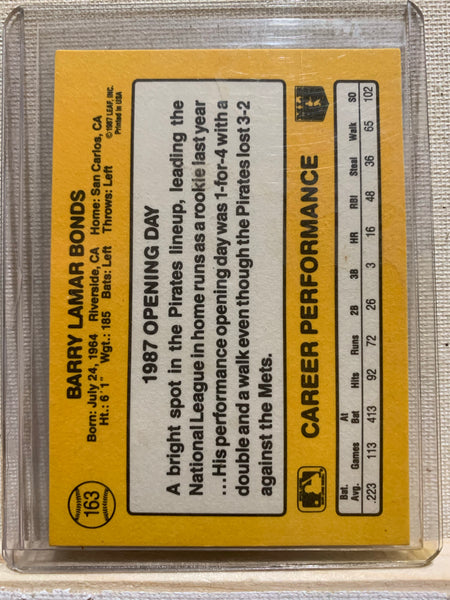 163
BARRY LAMAR BONDS
Born: July 24, 1964 Riverside, CA Home: San Carlos, CA
Ht.: 6'1" Wgt.: 185 Bats: Left Throws: Left
©1987 LEAF, INC.
Printed in USA
1987 OPENING DAY
A bright spot in the Pirates lineup, leading the
National League in home runs as a rookie last year
...His performance opening day was 1-for-4 with a
double and a walk even though the Pirates lost 3-2
against the Mets.
CAREER PERFORMANCE
Bat. Avg. Games At Bat Hits Runs 2B 3B HR RBI Steal Walk SO
.223 113 413 92 72 26 3 16 48 36 65 102